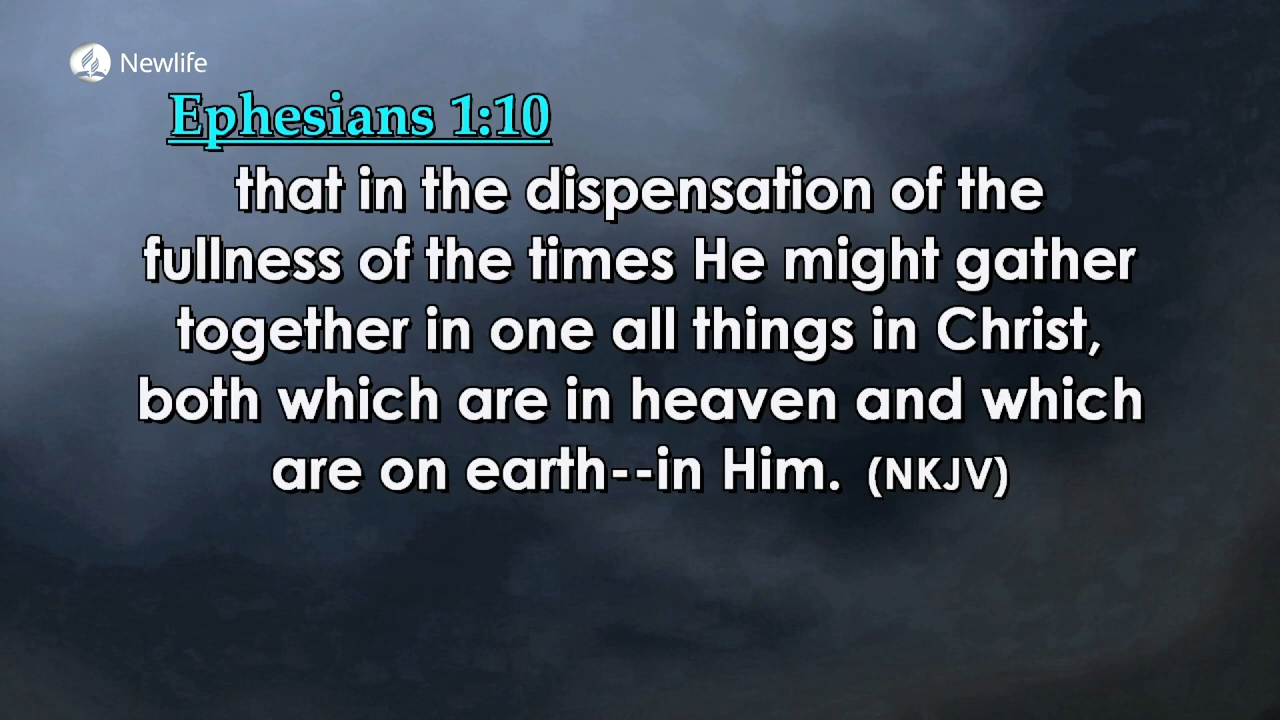 Newlife
Ephesians 1:10
that in the dispensation of the
fullness of the times He might gather
together in one all things in Christ,
both which are in heaven and which
are on earth--in Him. (NKJV)